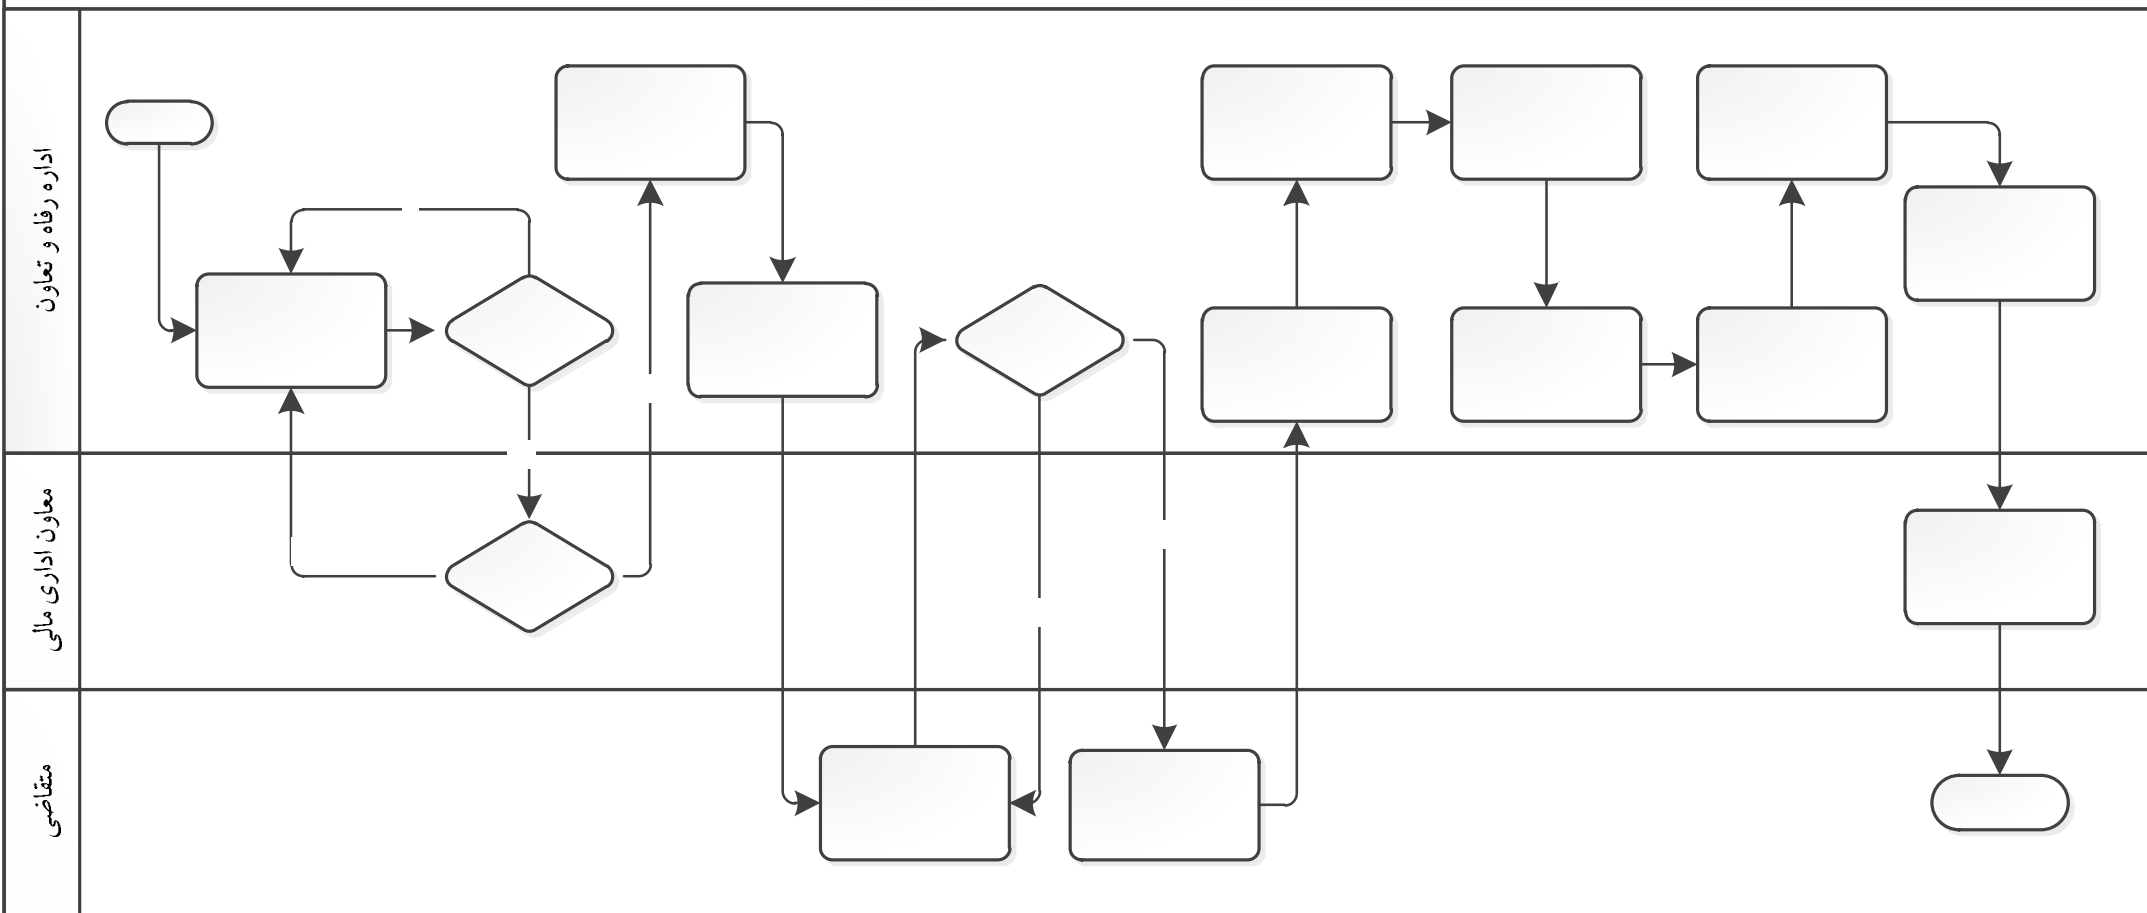 اداره رفاه و تعاون
معاون اداری مالی
متقاضی